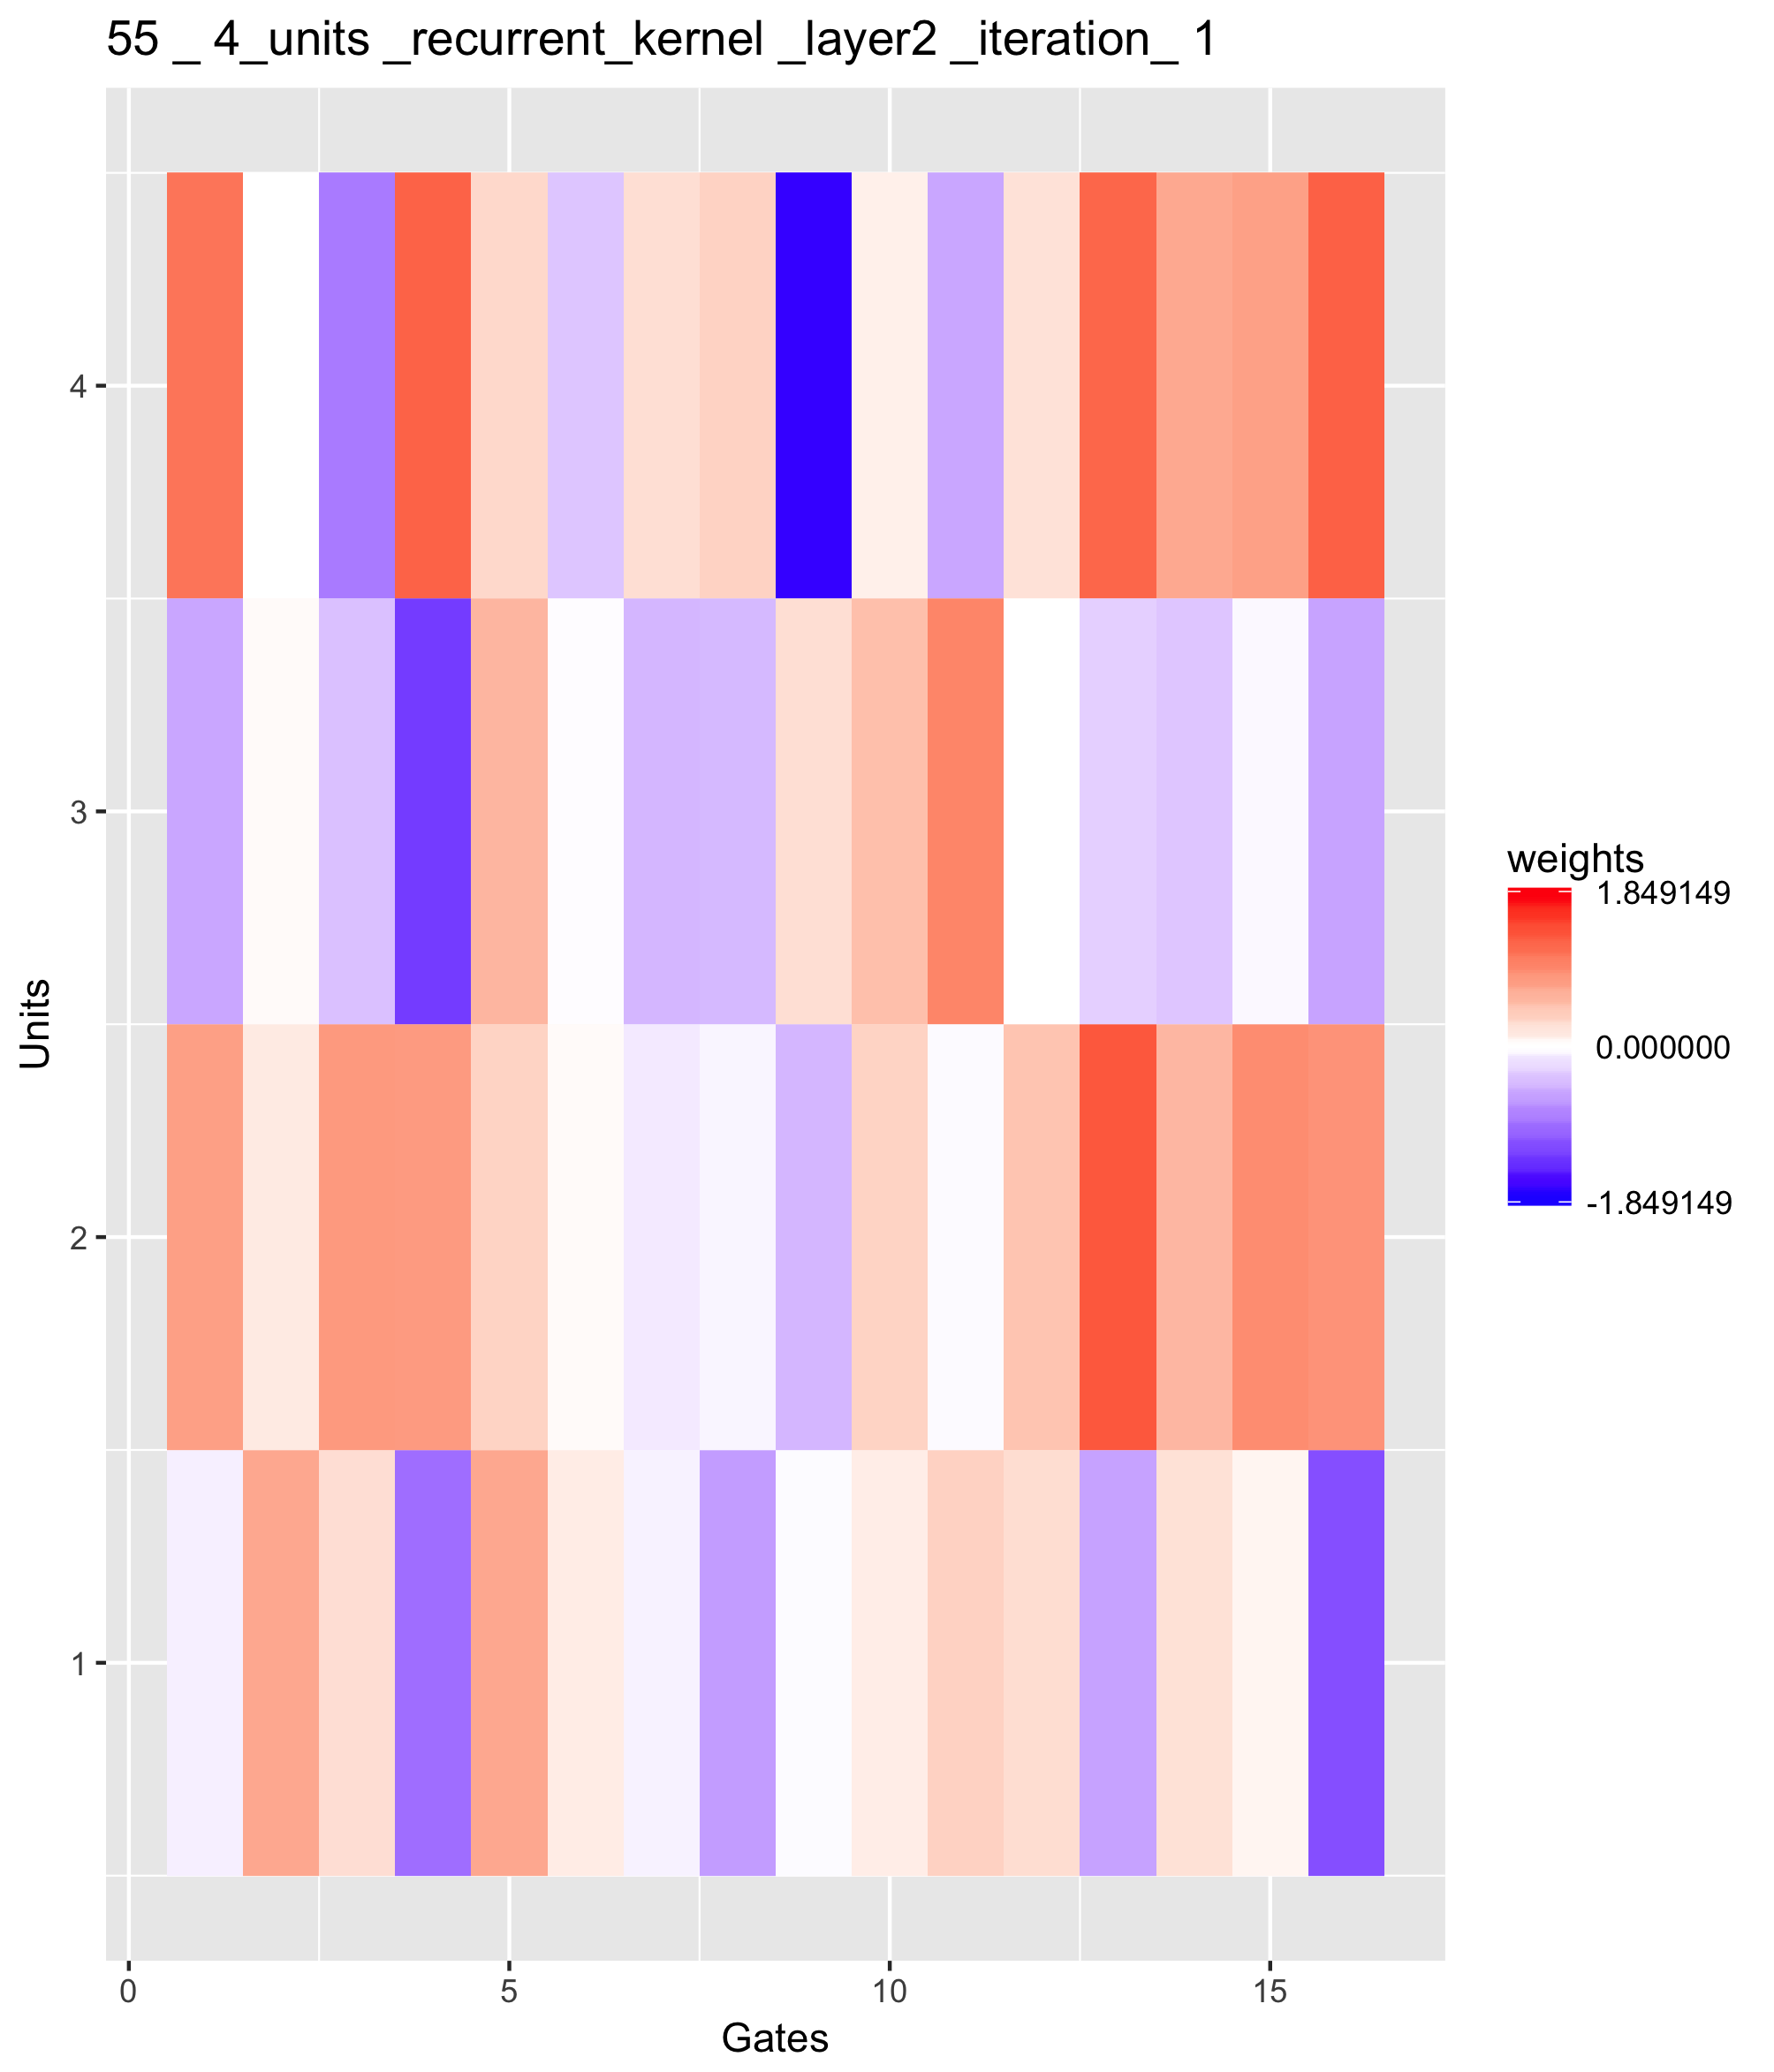 55 _ 4_units _recurrent_kernel _layer2 _iteration_ 1
4
3
2
1
Units
0 5 10 15
Gates
weights
1.849149
0.000000
-1.849149